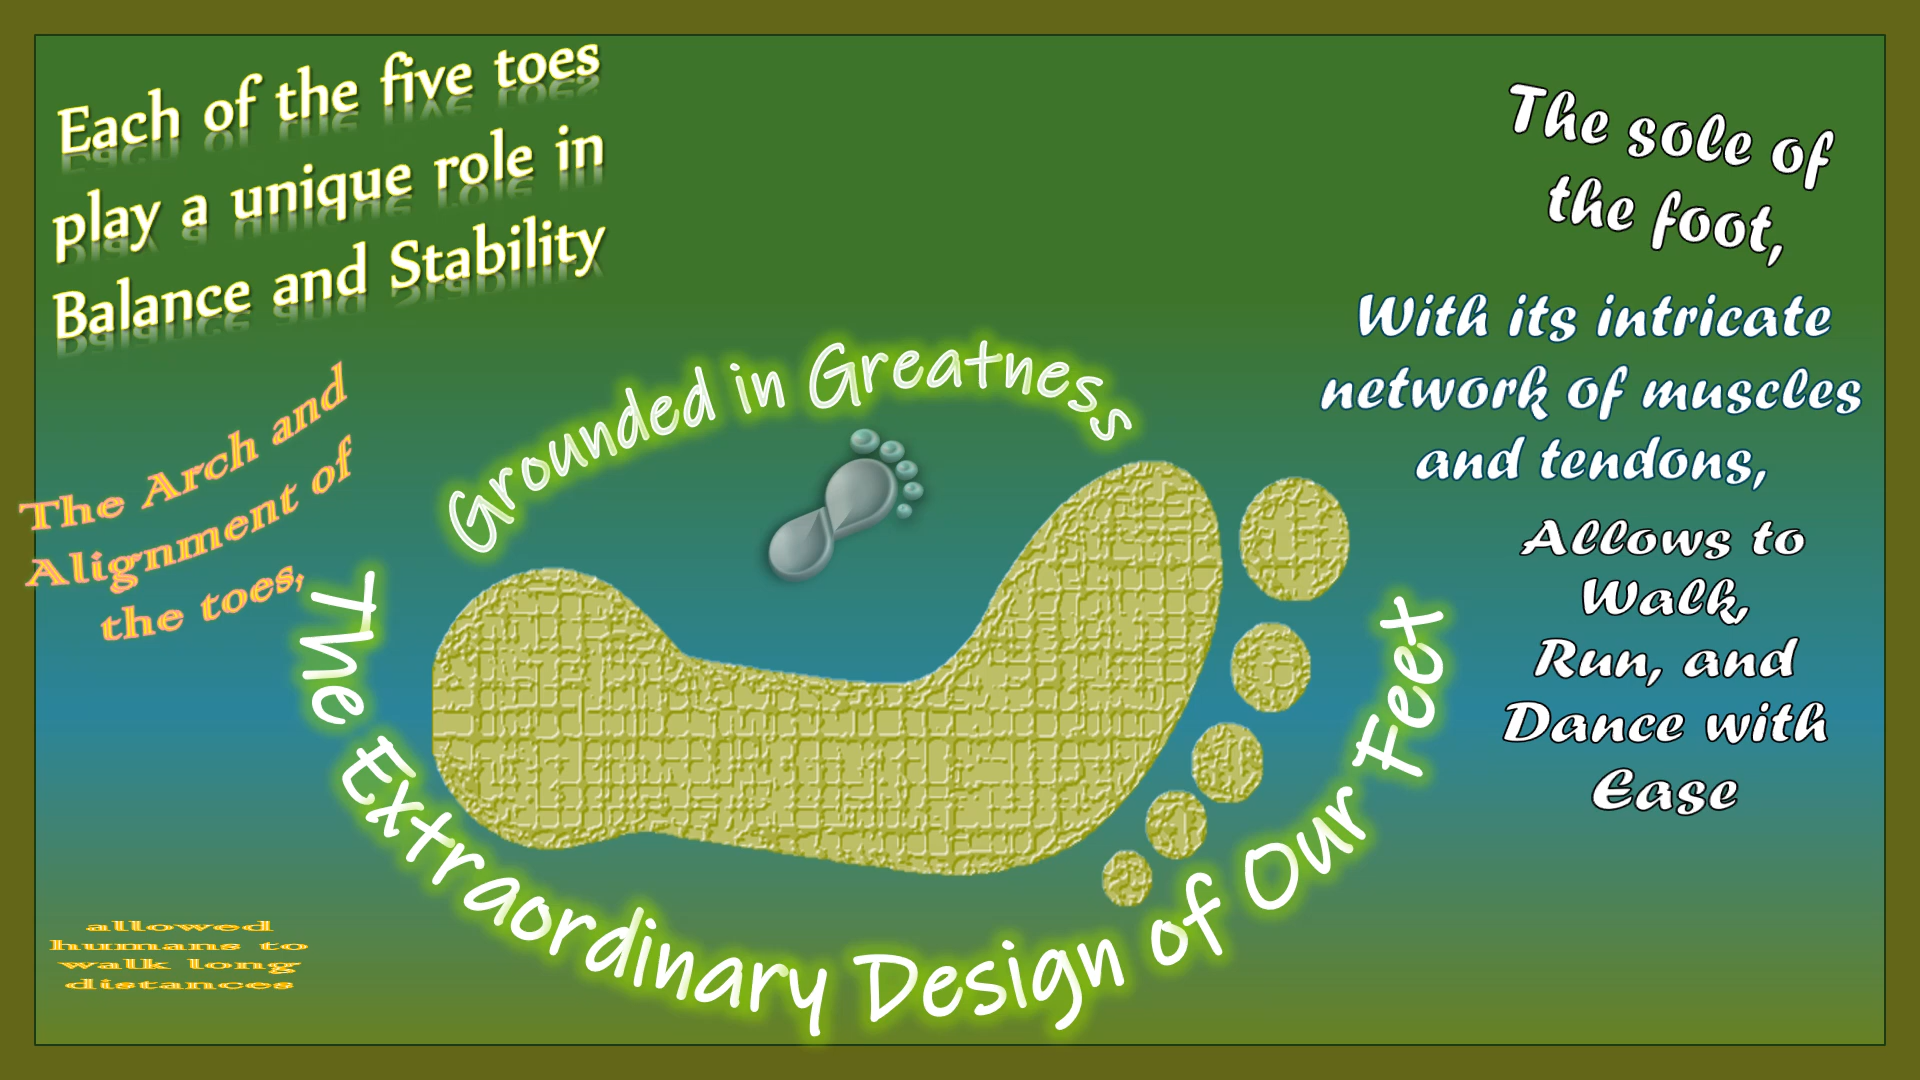 Each of the five toes
play a unique role in
Balance and Stability
The Arch and
Alignment of
the toes,
allowed
humans to
walk long
distances
Grounded in Greatness
The Extraordinary Design of Our Feet
The sole of
the foot,
With its intricate
network of muscles
and tendons,
Allows to
Walk,
Run, and
Dance with
Ease